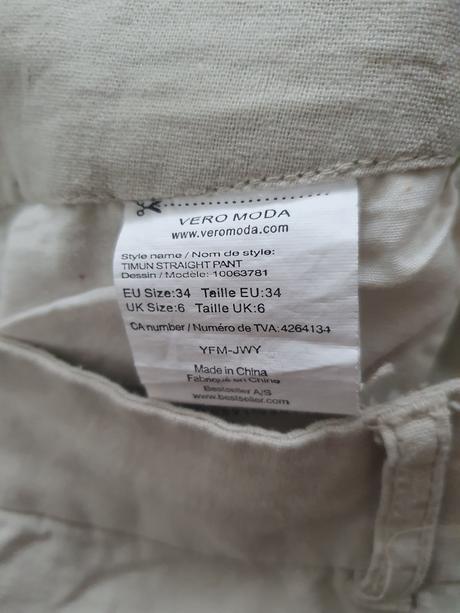 VERO MODA
www.veromoda.com
Style name / Nom de style:
TIMUN STRAIGHT PANT
Dessin / Modèle: 10063781
EU Size:34 Taille EU:34
UK Size:6 Taille UK:6
CA number / Numéro de TVA:4264134
YFM-JWY
Made in China
Fabriqué en Chine
Bestseller A/S
www.bestseller.com